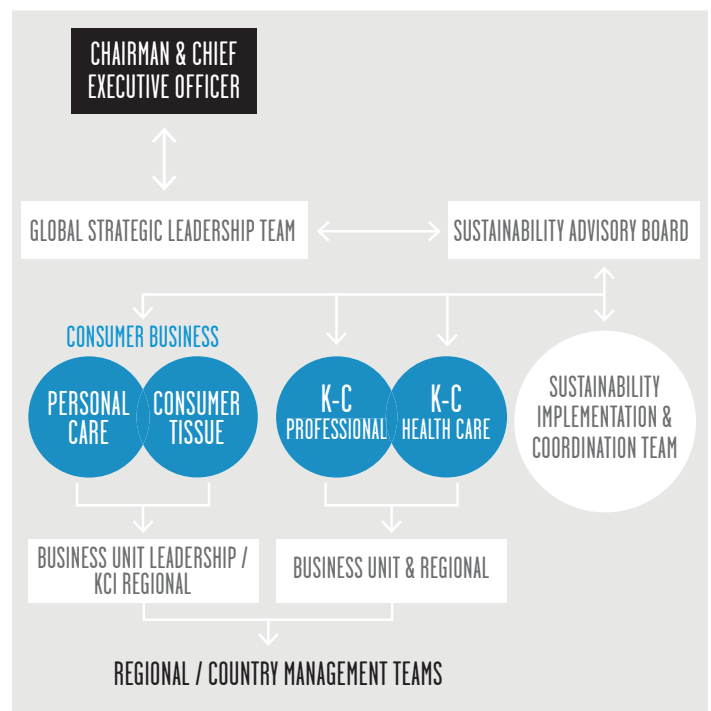 CHAIRMAN & CHIEF
EXECUTIVE OFFICER
GLOBAL STRATEGIC LEADERSHIP TEAM
SUSTAINABILITY ADVISORY BOARD
CONSUMER BUSINESS
PERSONAL
CARE
CONSUMER
TISSUE
K-C
PROFESSIONAL
K-C
HEALTH CARE
SUSTAINABILITY
IMPLEMENTATION &
COORDINATION TEAM
BUSINESS UNIT LEADERSHIP /
KCI REGIONAL
BUSINESS UNIT & REGIONAL
REGIONAL / COUNTRY MANAGEMENT TEAMS